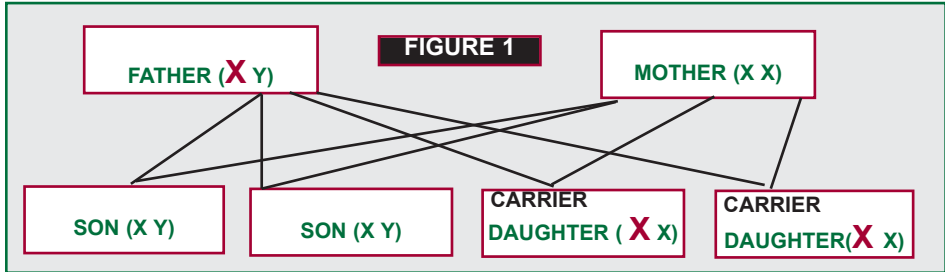 FIGURE 1
FATHER (X Y)
MOTHER (X X)
SON (X Y)
SON (X Y)
CARRIER
DAUGHTER ( X X)
CARRIER
DAUGHTER(X X)